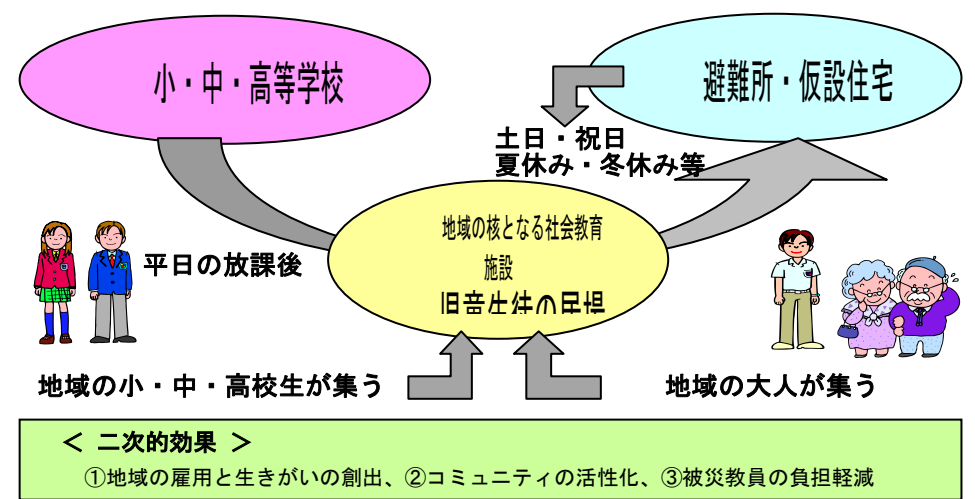 小・中・高等学校
避難所・仮設住宅
土日・祝日
夏休み・冬休み等
地域の核となる社会教育
施設
平日の放課後
地域の小・中・高校生が集う
地域の大人が集う
＜ 二次的効果 ＞
①地域の雇用と生きがいの創出、②コミュニティの活性化、③被災教員の負担軽減